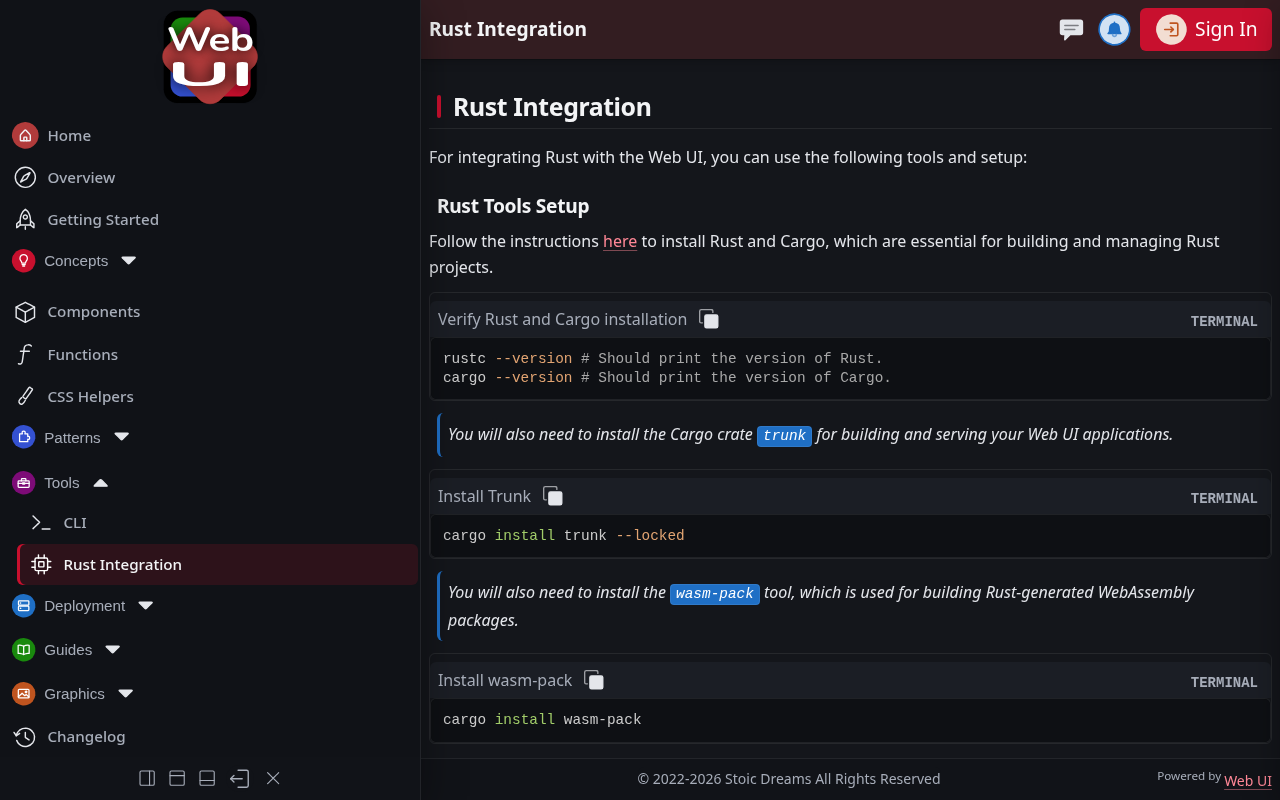 Web
UI
Home
Overview
Getting Started
Concepts
Components
Functions
CSS Helpers
Patterns
Tools
CLI
Rust Integration
Deployment
Guides
Graphics
Changelog
Rust Integration
Sign In
Rust Integration
For integrating Rust with the Web UI, you can use the following tools and setup:
Rust Tools Setup
Follow the instructions here to install Rust and Cargo, which are essential for building and managing Rust
projects.
Verify Rust and Cargo installation
TERMINAL
rustc --version # Should print the version of Rust.
cargo --version # Should print the version of Cargo.
You will also need to install the Cargo crate trunk for building and serving your Web UI applications.
Install Trunk
TERMINAL
cargo install trunk --locked
You will also need to install the wasm-pack tool, which is used for building Rust-generated WebAssembly
packages.
Install wasm-pack
TERMINAL
cargo install wasm-pack
© 2022-2026 Stoic Dreams All Rights Reserved
Powered by Web UI